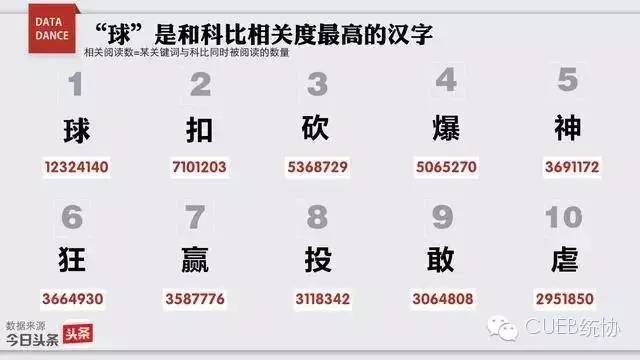 DATA
DANCE
“球”是和科比相关度最高的汉字
相关阅读数=某关键词与科比同时被阅读的数量
1 2 3 4 5
球 扣 砍 爆 神
12324140 7101203 5368729 5065270 3691172
6 7 8 9 10
狂 赢 投 敢 虐
3664930 3587776 3118342 3064808 2951850
数据来源
今日头条 头条
CUEB统协